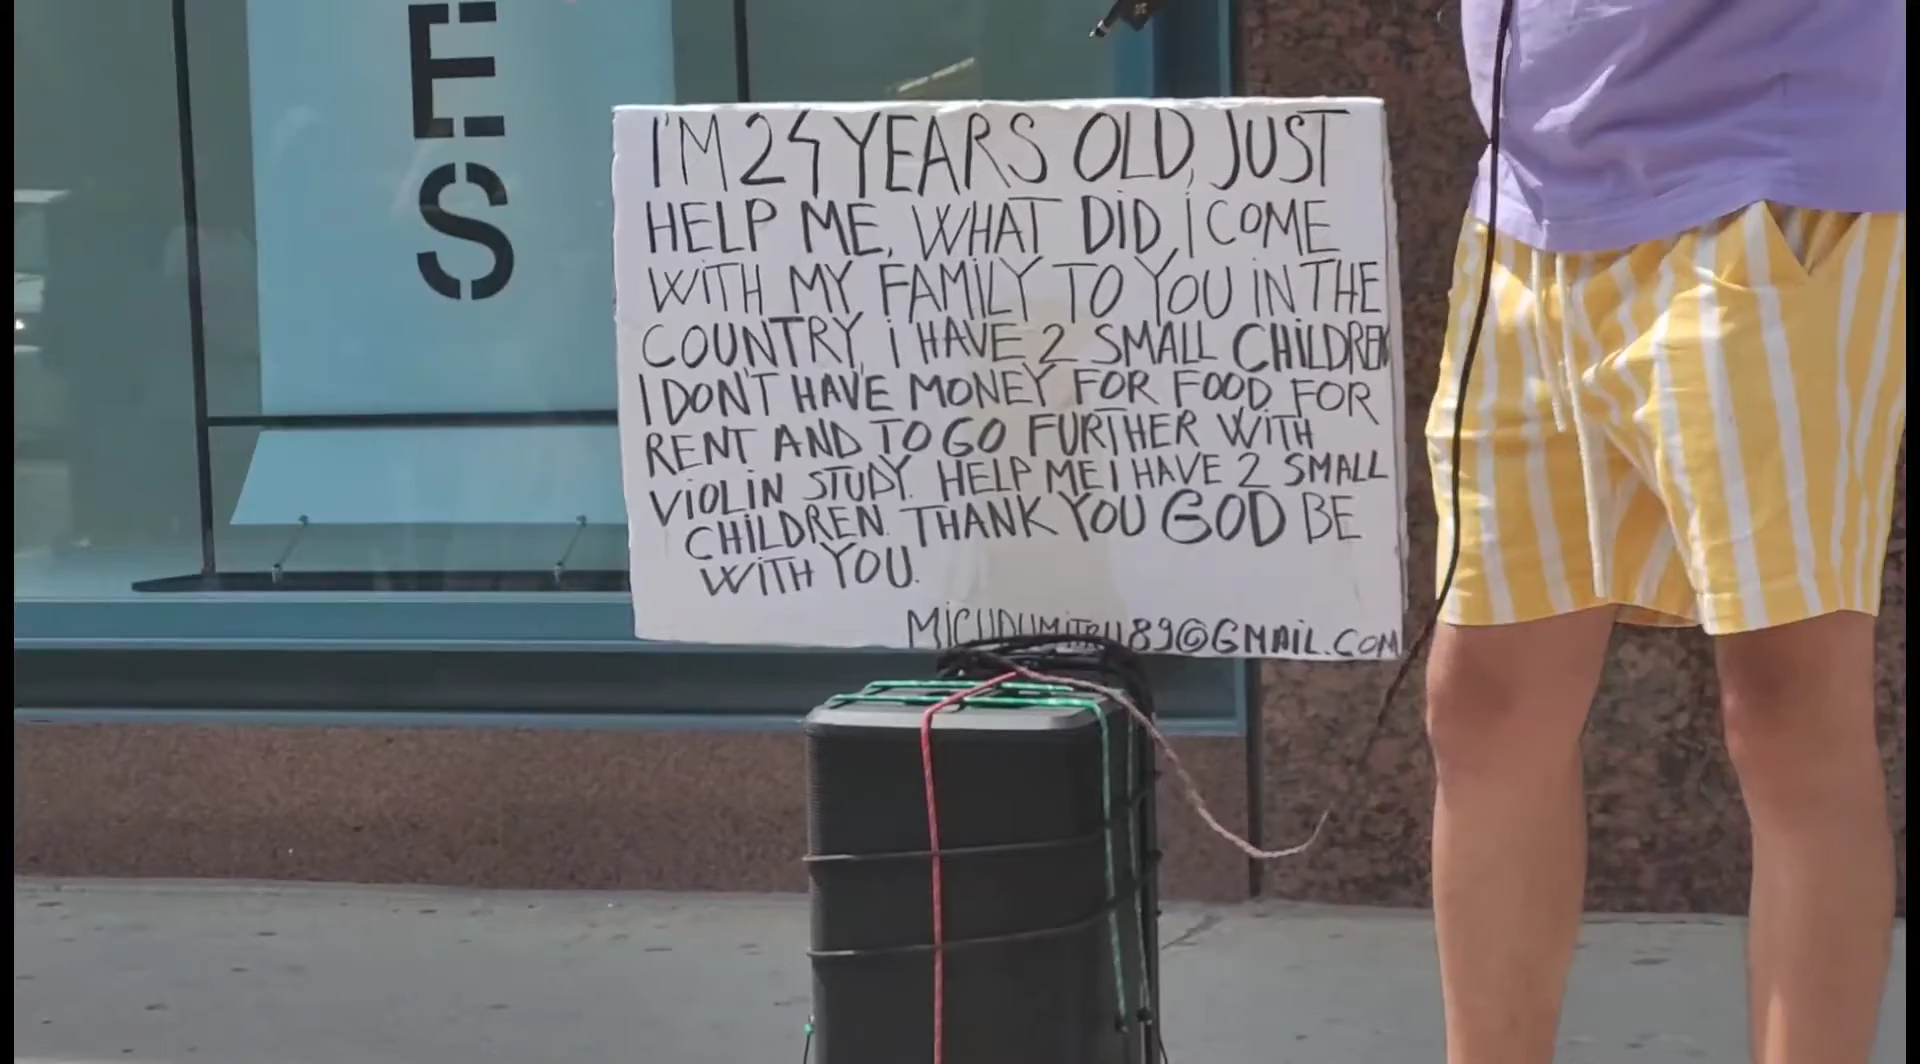 E
S
I'M 24 YEARS OLD, JUST
HELP ME, WHAT DID, I COME
WITH MY FAMILY TO YOU IN THE
COUNTRY, I HAVE 2 SMALL CHILDREN
I DON'T HAVE MONEY FOR FOOD FOR
RENT AND TO GO FURTHER WITH
VIOLIN STUDY. HELP ME I HAVE 2 SMALL
CHILDREN. THANK YOU GOD BE
WITH YOU.